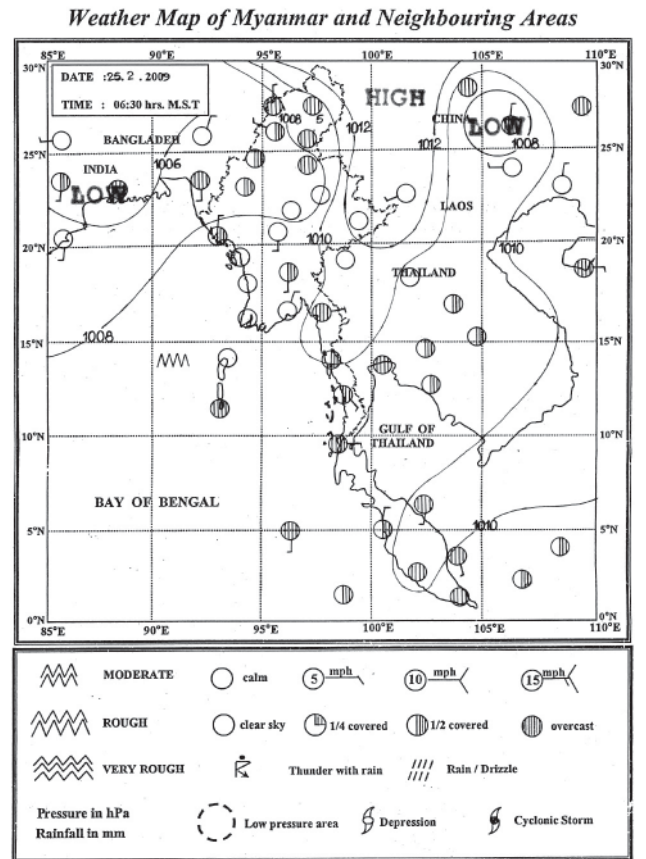 Weather Map of Myanmar and Neighbouring Areas
85°E 90°E 95°E 100°E 105°E 110°E
30°N 30°N
DATE :25.2.2009
TIME : 06:30 hrs. M.S.T
HIGH
1008 5
1012
CHINA
LOW
1008
BANGLADEH
1012
25°N 25°N
1006
INDIA
LOW
LAOS
20°N 20°N
1010
1010
THAILAND
1008
15°N 15°N
10°N 10°N
GULF OF
THAILAND
BAY OF BENGAL
5°N 5°N
1010
0°N 0°N
85°E 90°E 95°E 100°E 105°E 110°E
MODERATE calm 5 mph 10 mph 15 mph
ROUGH clear sky 1/4 covered 1/2 covered overcast
VERY ROUGH Thunder with rain Rain / Drizzle
Pressure in hPa
Rainfall in mm
Low pressure area Depression Cyclonic Storm